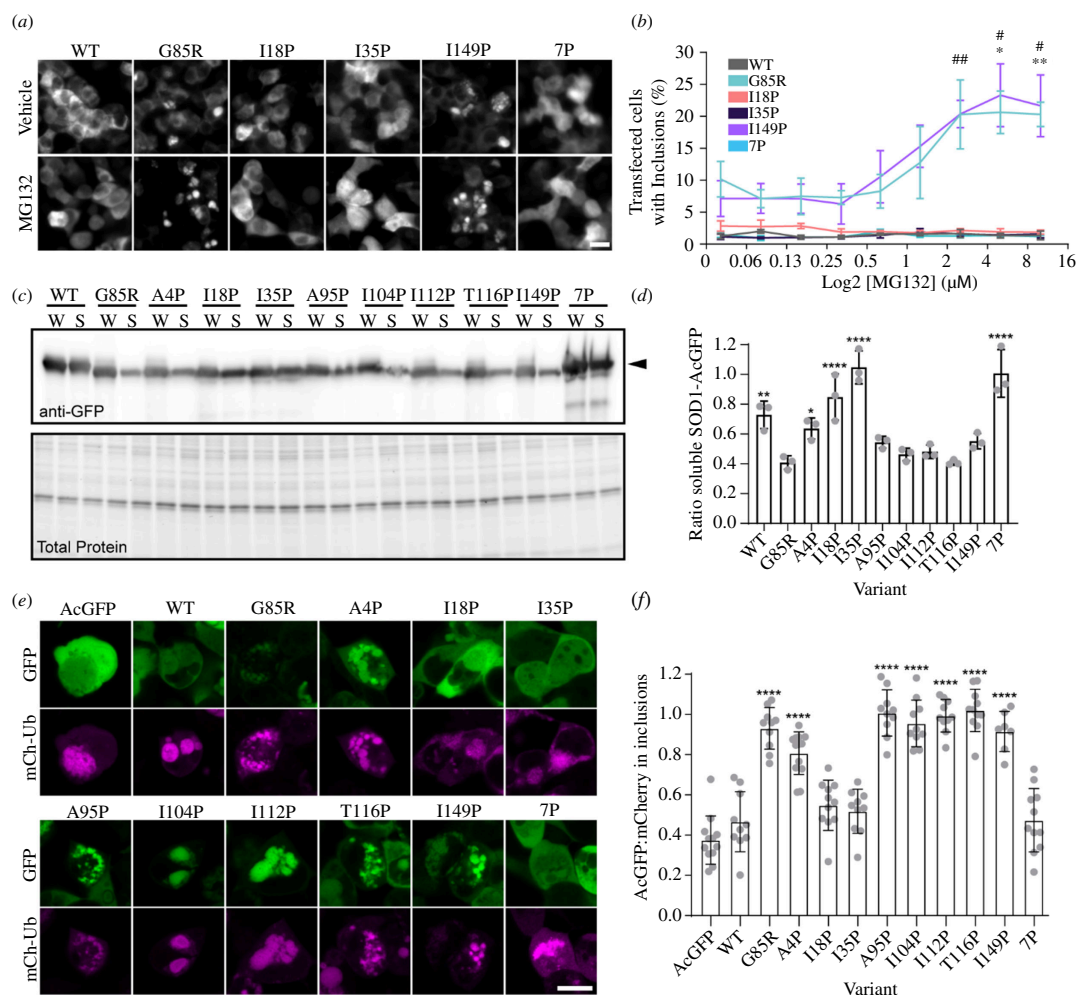 (a)
WT G85R I18P I35P I149P 7P
Vehicle
MG132
(b)
Transfected cells
with Inclusions (%)
30
25
20
15
10
5
0
WT
G85R
I18P
I35P
I149P
7P
##
#
*
#
**
0 0.06 0.13 0.25 0.5 1 2 4 8 16
Log2 [MG132] (µM)
(c)
WT G85R A4P I18P I35P A95P I104P I112P T116P I149P 7P
W S W S W S W S W S W S W S W S W S W S W S
anti-GFP
Total Protein
(d)
Ratio soluble SOD1-AcGFP
1.2
1.0
0.8
0.6
0.4
0.2
0.0
** * **** **** ****
WT G85R A4P I18P I35P A95P I104P I112P T116P I149P 7P
Variant
(e)
AcGFP WT G85R A4P I18P I35P
GFP
mCh-Ub
A95P I104P I112P T116P I149P 7P
GFP
mCh-Ub
(f)
AcGFP:mCherry in inclusions
1.2
1.0
0.8
0.6
0.4
0.2
0.0
**** **** **** **** **** **** ****
AcGFP WT G85R A4P I18P I35P A95P I104P I112P T116P I149P 7P
Variant